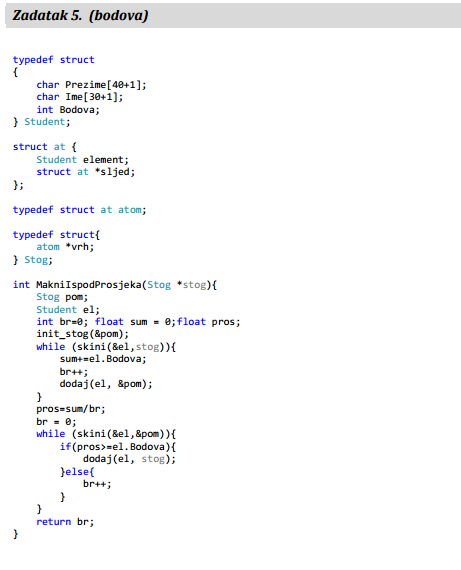 Zadatak 5. (bodova)
typedef struct
{
char Prezime[40+1];
char Ime[30+1];
int Bodova;
} Student;
struct at {
Student element;
struct at *sljed;
};
typedef struct at atom;
typedef struct{
atom *vrh;
} Stog;
int MakniIspodProsjeka(Stog *stog){
Stog pom;
Student el;
int br=0; float sum = 0;float pros;
init_stog(&pom);
while (skini(&el,stog)){
sum+=el.Bodova;
br++;
dodaj(el, &pom);
}
pros=sum/br;
br = 0;
while (skini(&el,&pom)){
if(pros>=el.Bodova){
dodaj(el, stog);
}else{
br++;
}
}
return br;
}